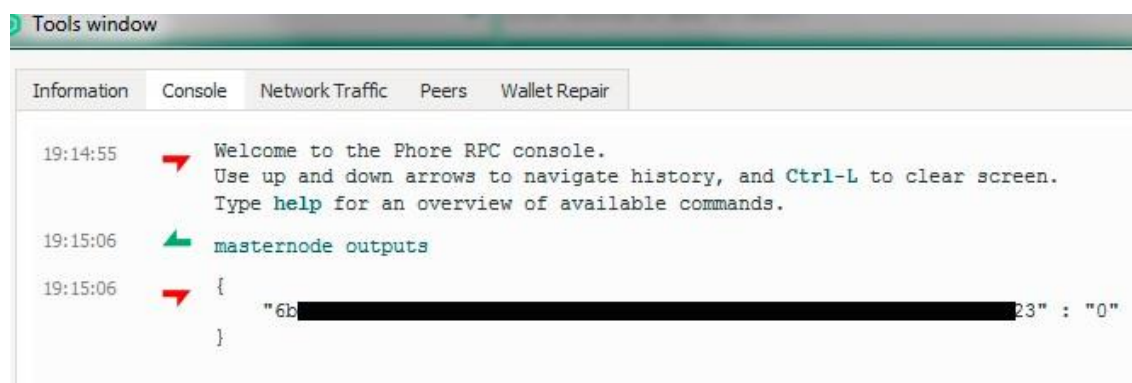 Tools window
Information Console Network Traffic Peers Wallet Repair
19:14:55 Welcome to the Phore RPC console.
Use up and down arrows to navigate history, and Ctrl-L to clear screen.
Type help for an overview of available commands.
19:15:06 masternode outputs
19:15:06 {
"6b 23" : "0"
}